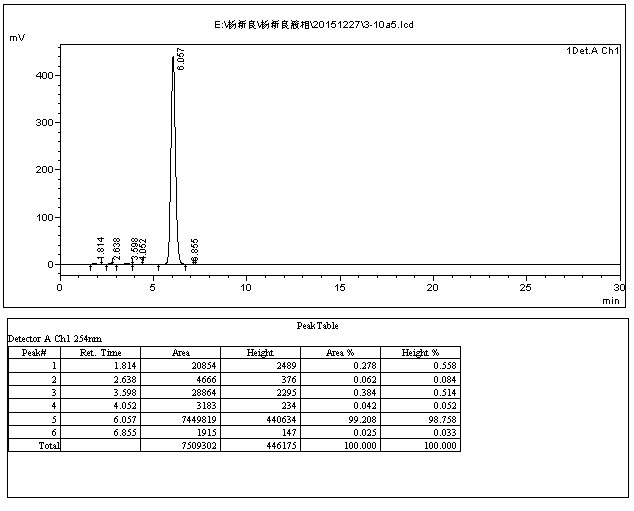 E:\杨新良\杨新良液相\20151227\3-10a5.lcd
mV
1Det.A Ch1
400
300
200
100
0
1.814
2.638
3.598
4.052
6.057
6.855
0 5 10 15 20 25 30
min
Peak Table
Detector A Ch1 254nm
Peak# Ret. Time Area Height Area % Height %
1 1.814 20854 2489 0.278 0.558
2 2.638 4666 376 0.062 0.084
3 3.598 28864 2295 0.384 0.514
4 4.052 3183 234 0.042 0.052
5 6.057 7449819 440634 99.208 98.758
6 6.855 1915 147 0.025 0.033
Total 7509302 446175 100.000 100.000